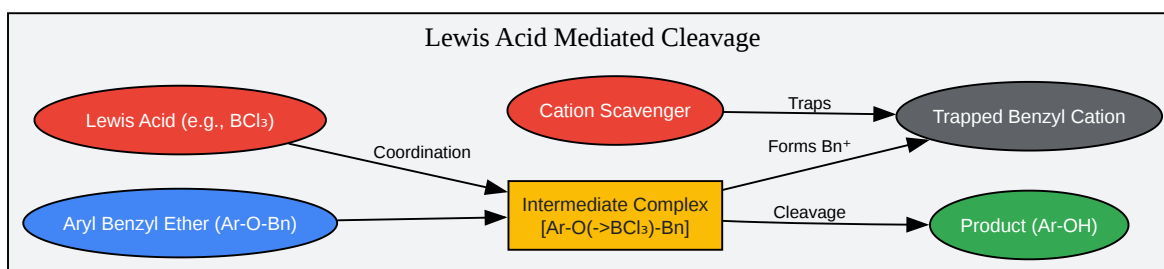 Lewis Acid Mediated Cleavage
Lewis Acid (e.g., BCl₃)
Cation Scavenger
Traps
Trapped Benzyl Cation
Coordination
Forms Bn⁺
Aryl Benzyl Ether (Ar-O-Bn)
Intermediate Complex
[Ar-O(->BCl₃)-Bn]
Cleavage
Product (Ar-OH)